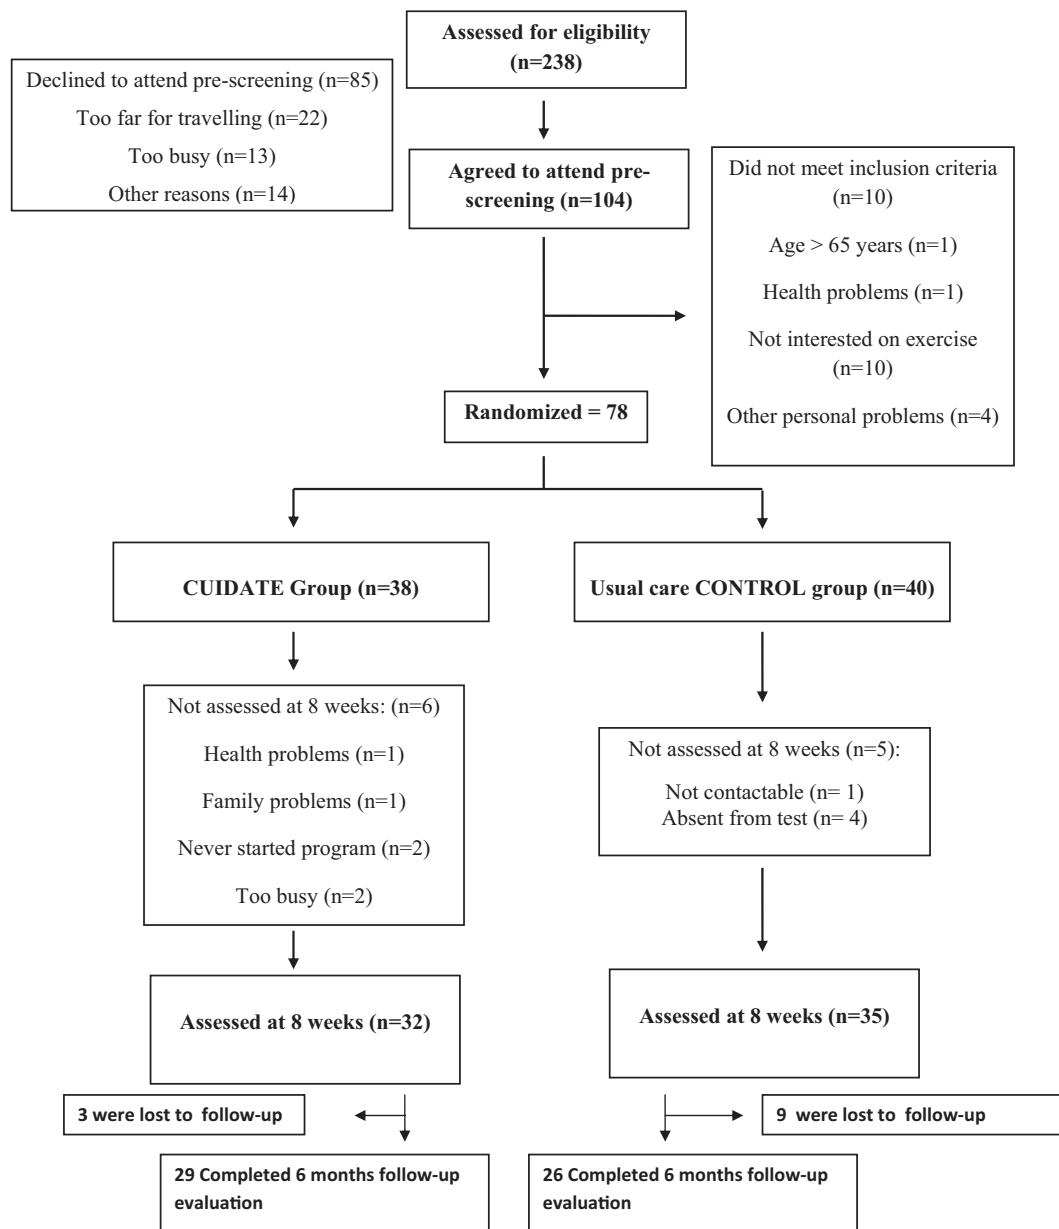 Assessed for eligibility
(n=238)
Declined to attend pre-screening (n=85)
Too far for travelling (n=22)
Too busy (n=13)
Other reasons (n=14)
Agreed to attend pre-
screening (n=104)
Did not meet inclusion criteria
(n=10)
Age > 65 years (n=1)
Health problems (n=1)
Not interested on exercise
(n=10)
Other personal problems (n=4)
Randomized = 78
CUIDATE Group (n=38)
Usual care CONTROL group (n=40)
Not assessed at 8 weeks: (n=6)
Health problems (n=1)
Family problems (n=1)
Never started program (n=2)
Too busy (n=2)
Not assessed at 8 weeks (n=5):
Not contactable (n= 1)
Absent from test (n= 4)
Assessed at 8 weeks (n=32)
Assessed at 8 weeks (n=35)
3 were lost to follow-up
9 were lost to follow-up
29 Completed 6 months follow-up
evaluation
26 Completed 6 months follow-up
evaluation